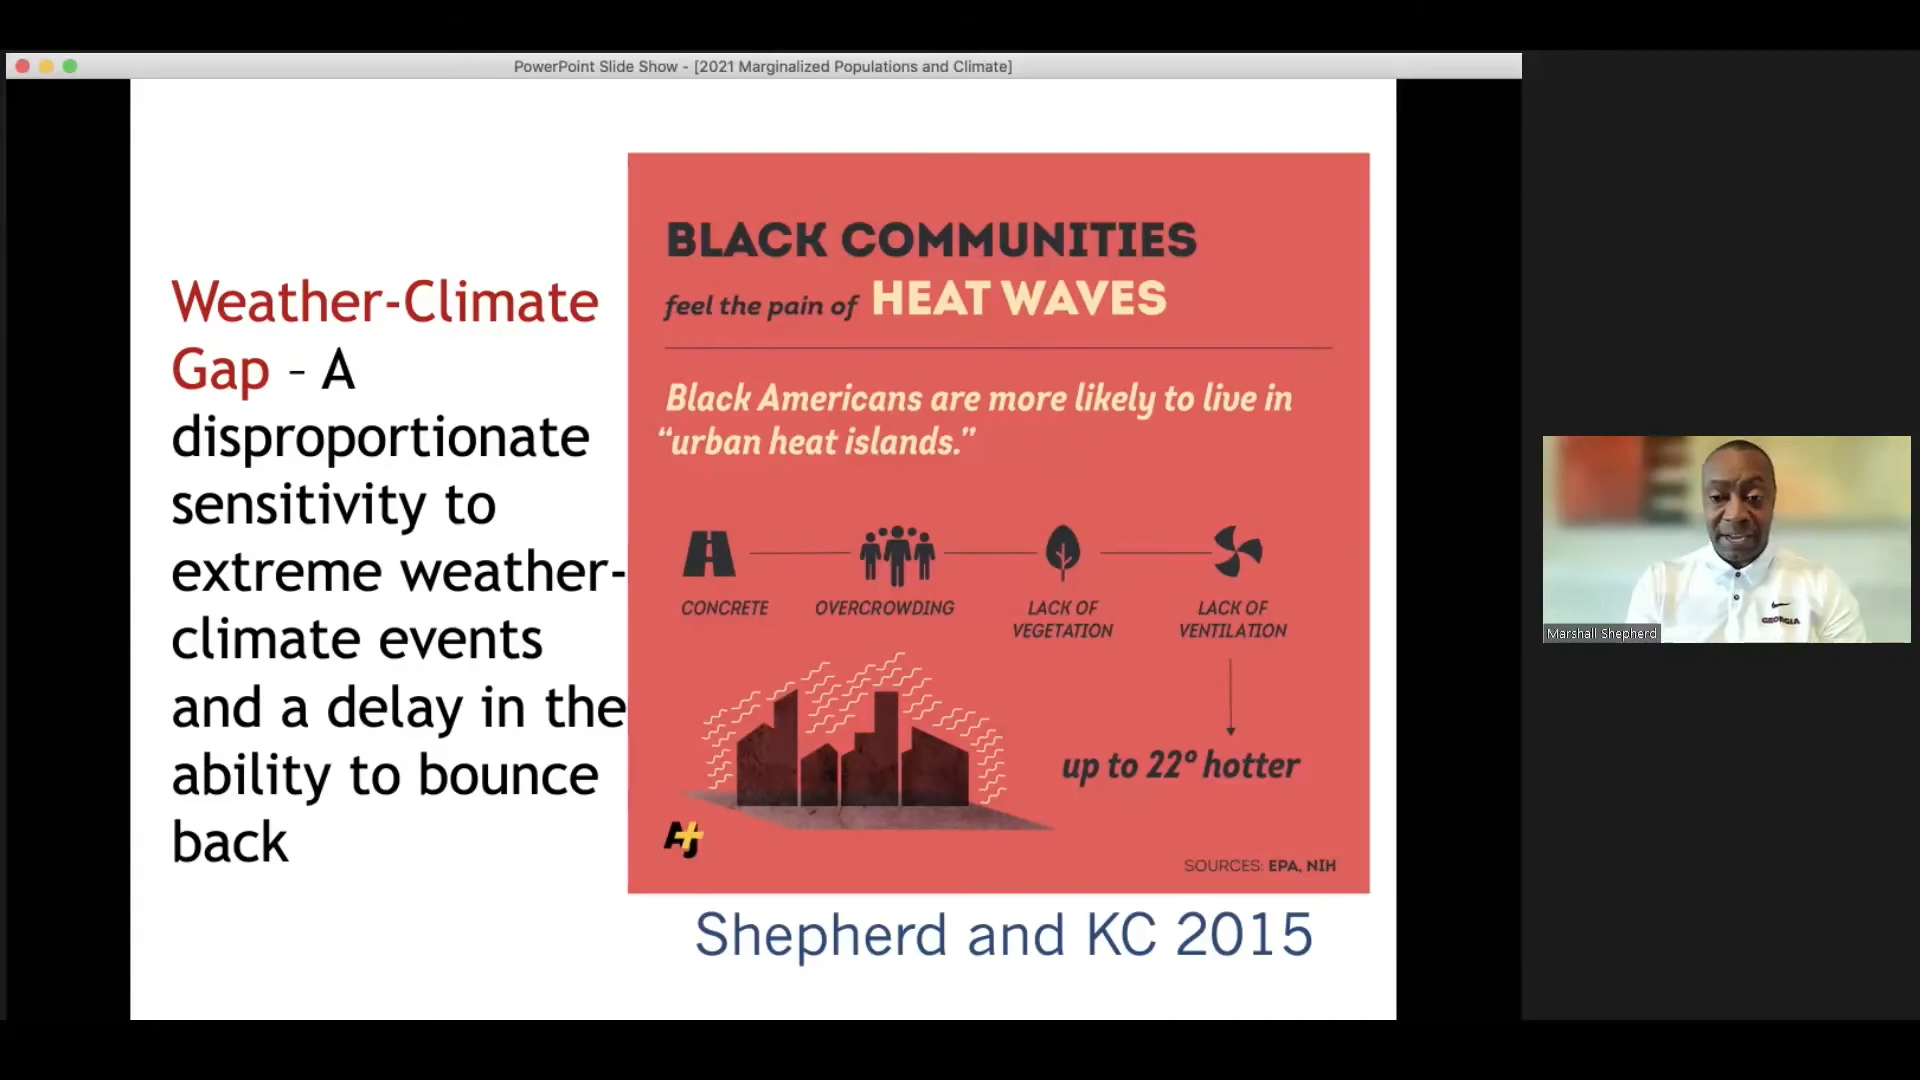 PowerPoint Slide Show - [2021 Marginalized Populations and Climate]
Weather-Climate
Gap – A
disproportionate
sensitivity to
extreme weather-
climate events
and a delay in the
ability to bounce
back
BLACK COMMUNITIES
feel the pain of HEAT WAVES
Black Americans are more likely to live in
“urban heat islands.”
CONCRETE
OVERCROWDING
LACK OF
VEGETATION
LACK OF
VENTILATION
up to 22° hotter
AJ+
SOURCES: EPA, NIH
Shepherd and KC 2015
GEORGIA
Marshall Shepherd